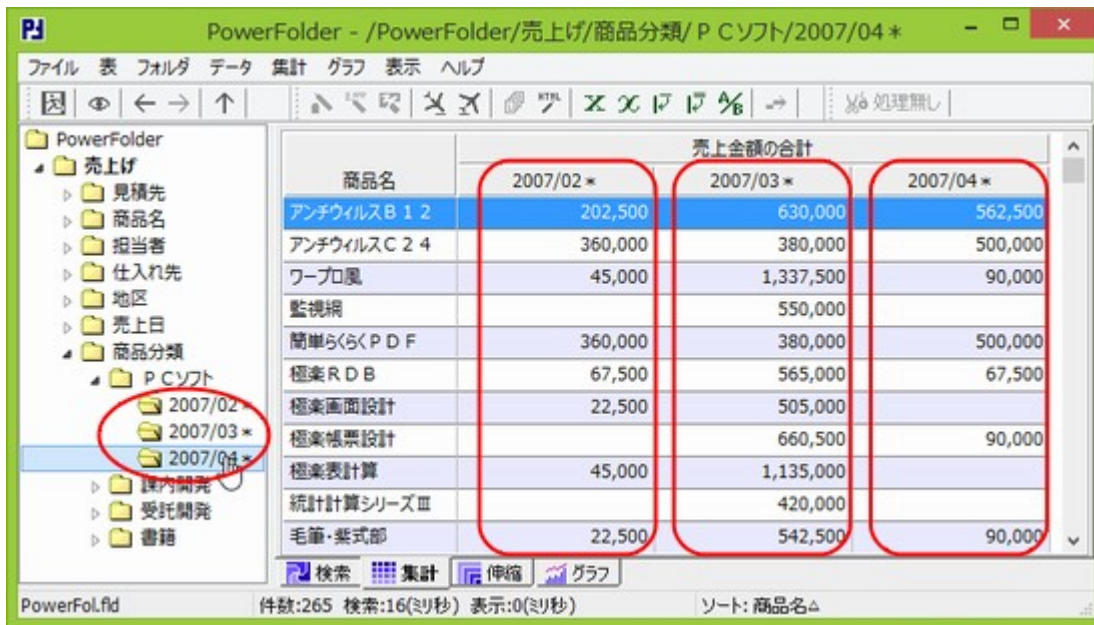 PowerFolder - /PowerFolder/売上げ/商品分類/ＰＣソフト/2007/04＊
ファイル 表 フォルダ データ 集計 グラフ 表示 ヘルプ
HTML A/B 処理無し
PowerFolder
売上げ
見積先
商品名
担当者
仕入れ先
地区
売上日
商品分類
ＰＣソフト
2007/02＊
2007/03＊
2007/04＊
課内開発
受託開発
書籍
売上金額の合計
商品名 2007/02＊ 2007/03＊ 2007/04＊
アンチウィルスＢ１２ 202,500 630,000 562,500
アンチウィルスＣ２４ 360,000 380,000 500,000
ワープロ風 45,000 1,337,500 90,000
監視網 550,000
簡単らくらくＰＤＦ 360,000 380,000 500,000
極楽ＲＤＢ 67,500 565,000 67,500
極楽画面設計 22,500 505,000
極楽帳票設計 660,500 90,000
極楽表計算 45,000 1,135,000
統計計算シリーズⅢ 420,000
毛筆・紫式部 22,500 542,500 90,000
検索 集計 伸縮 グラフ
PowerFol.fld 件数:265 検索:16(ミリ秒) 表示:0(ミリ秒) ソート: 商品名△